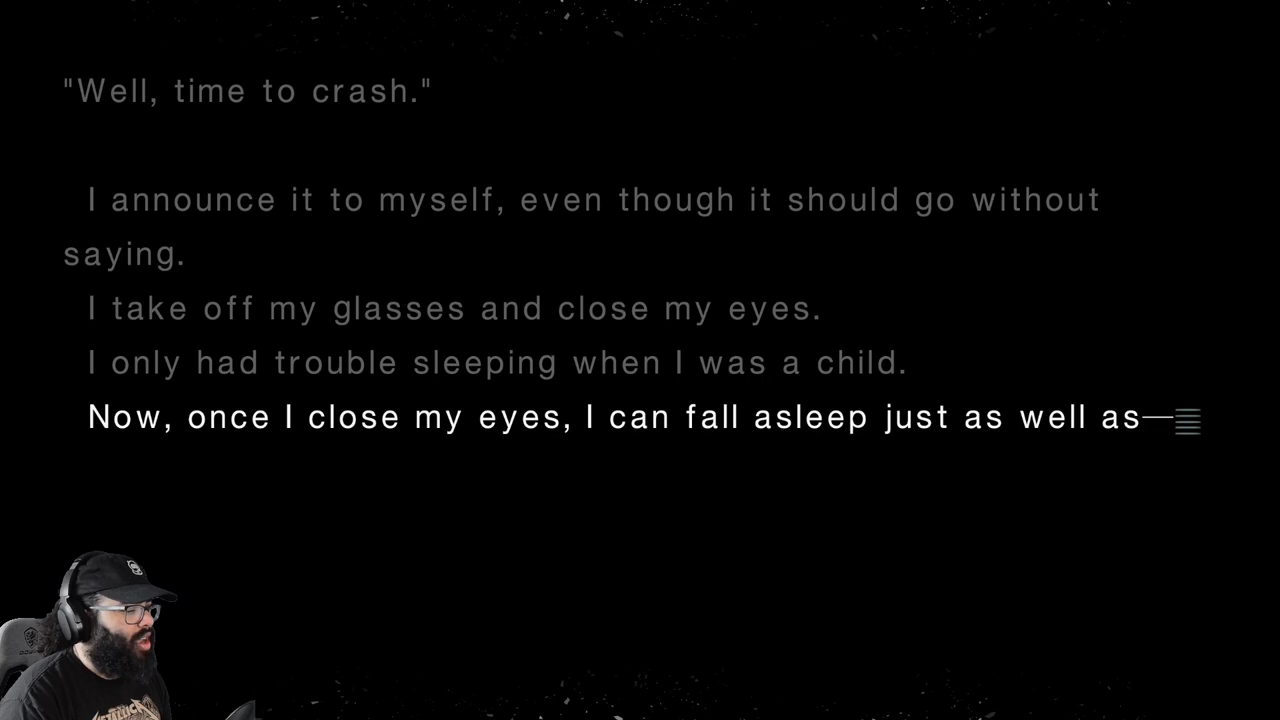 "Well, time to crash."
I announce it to myself, even though it should go without
saying.
I take off my glasses and close my eyes.
I only had trouble sleeping when I was a child.
Now, once I close my eyes, I can fall asleep just as well as—